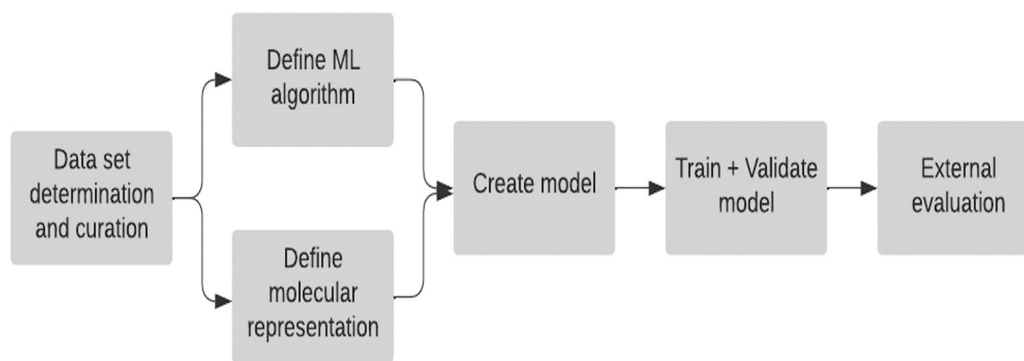 Data set
determination
and curation
Define ML
algorithm
Define
molecular
representation
Create model
Train + Validate
model
External
evaluation